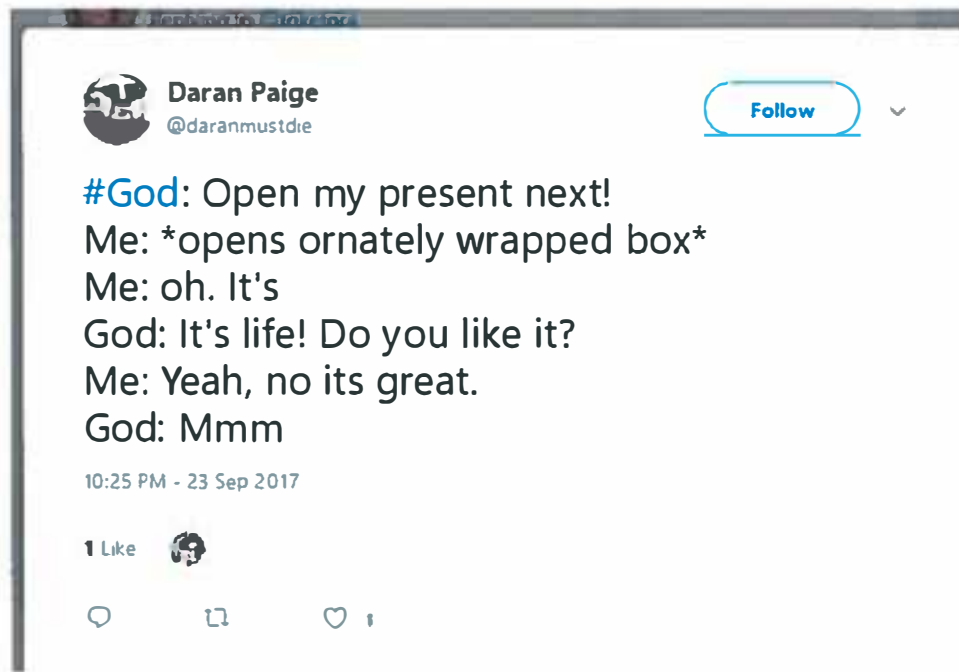 Daran Paige
@daranmustdie
Follow
#God: Open my present next!
Me: *opens ornately wrapped box*
Me: oh. It's
God: It's life! Do you like it?
Me: Yeah, no its great.
God: Mmm
10:25 PM - 23 Sep 2017
1 Like
1